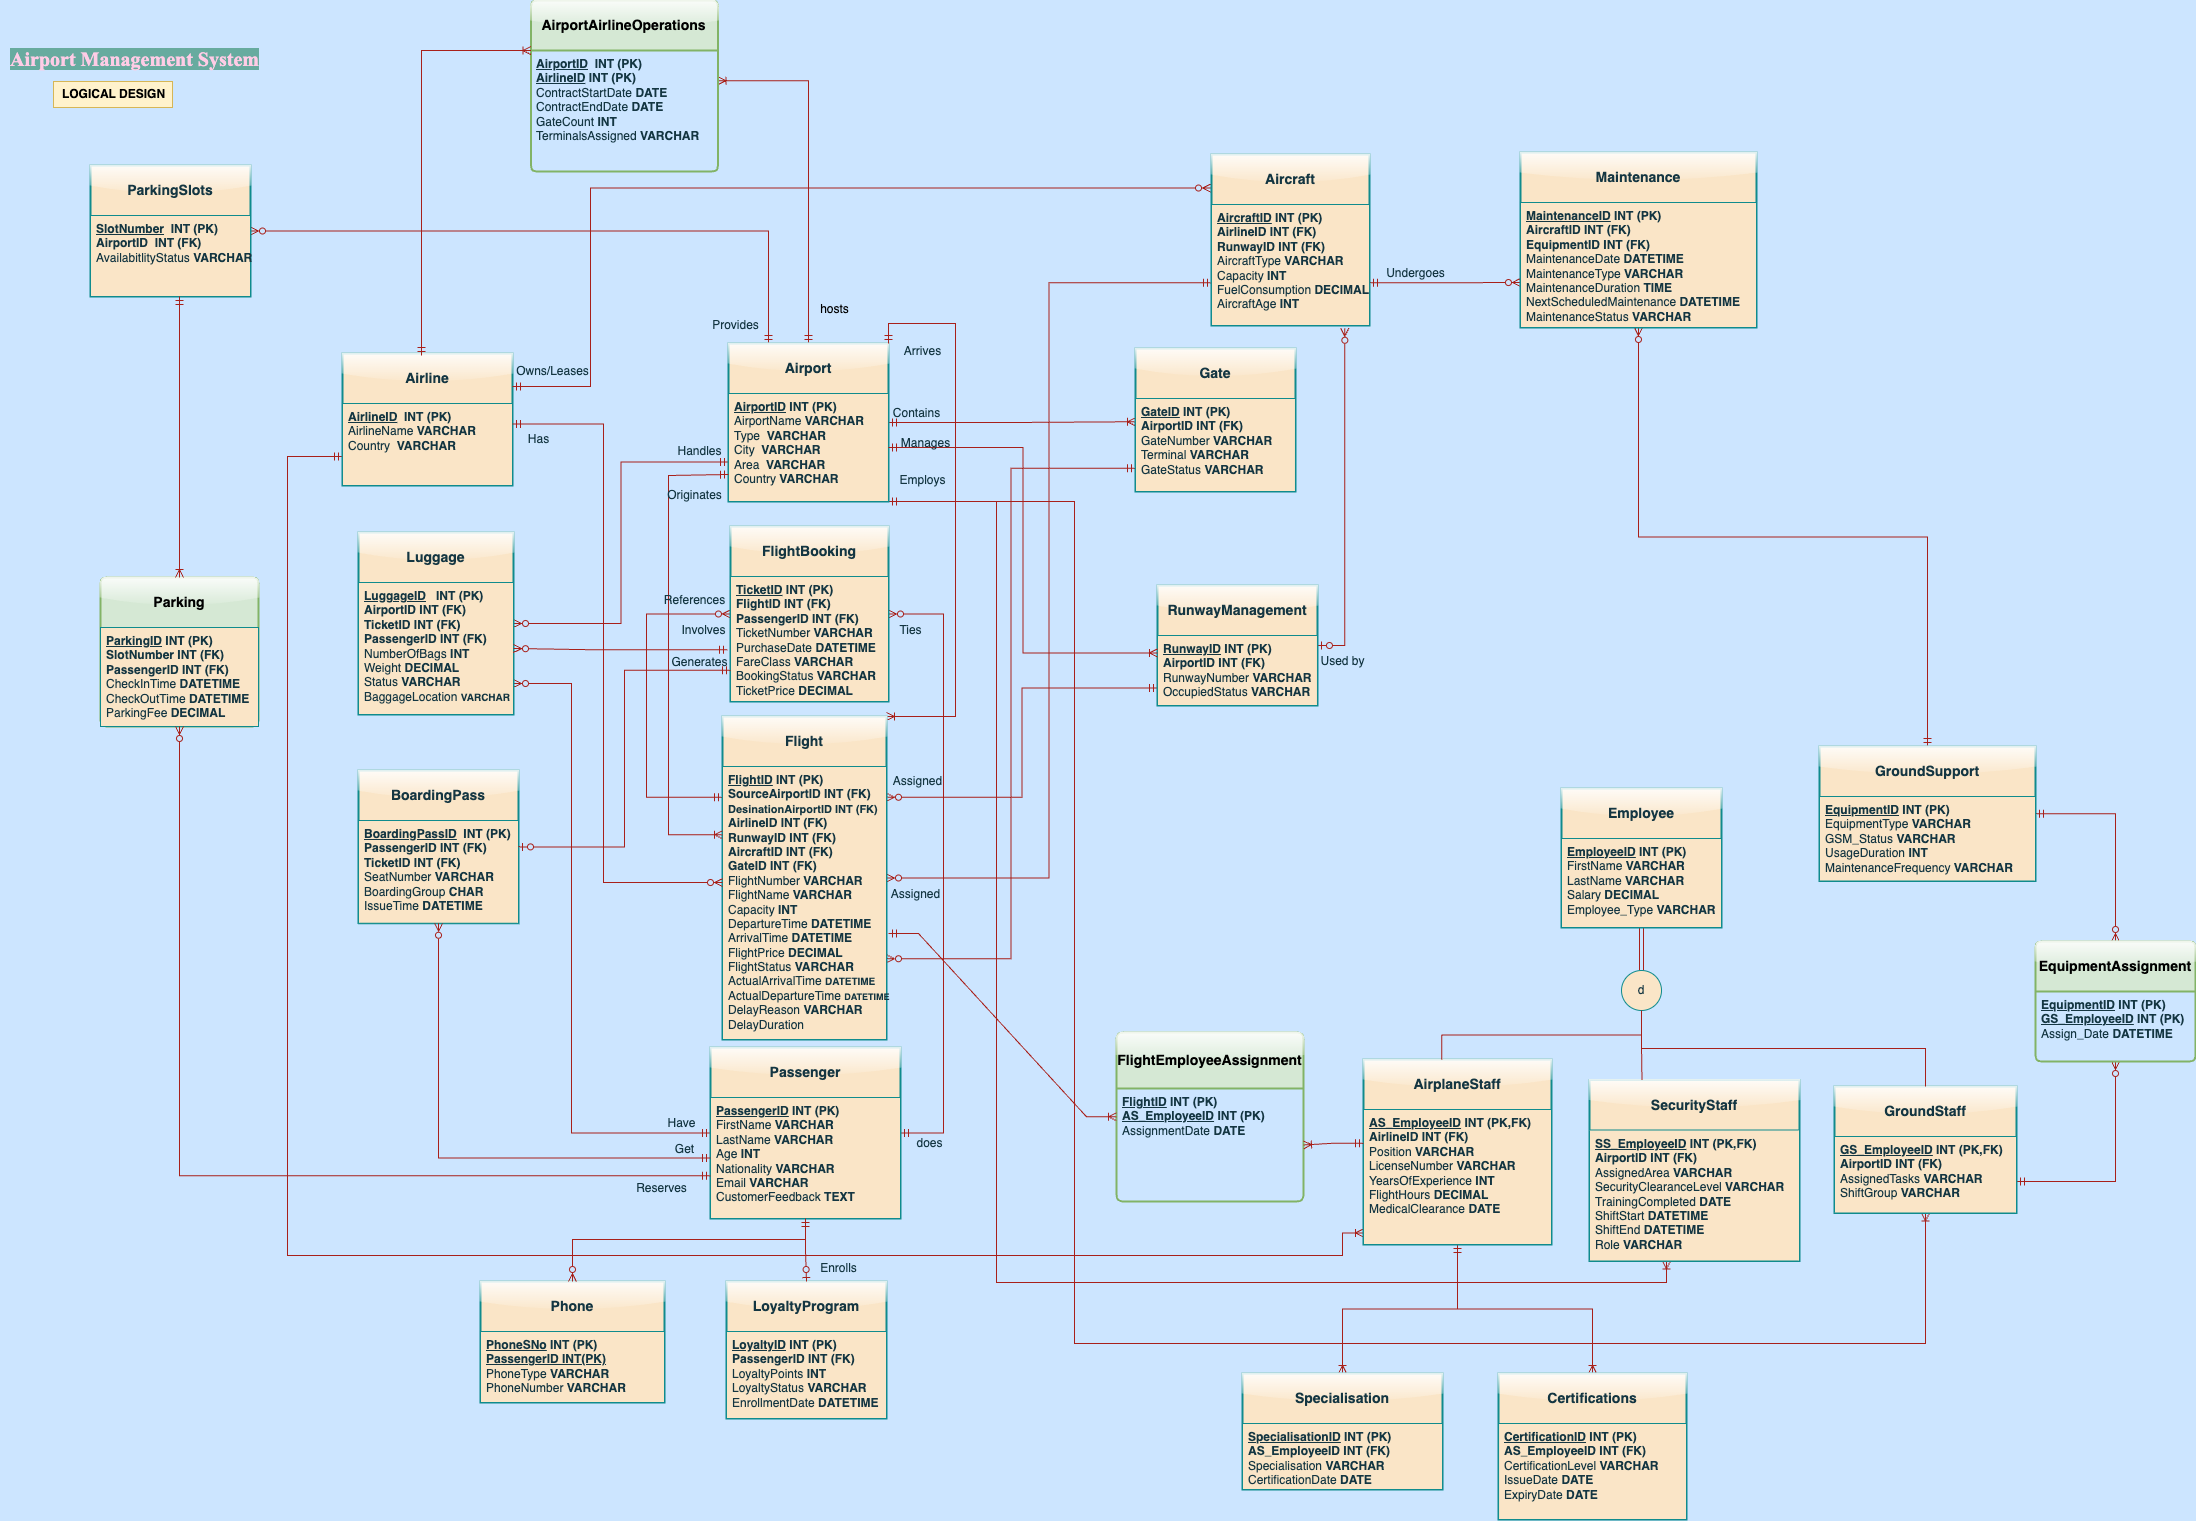 Airport Management System
LOGICAL DESIGN
AirportAirlineOperations
AirportID INT (PK)
AirlineID INT (PK)
ContractStartDate DATE
ContractEndDate DATE
GateCount INT
TerminalsAssigned VARCHAR
ParkingSlots
SlotNumber INT (PK)
AirportID INT (FK)
AvailabitlityStatus VARCHAR
Aircraft
AircraftID INT (PK)
AirlineID INT (FK)
RunwayID INT (FK)
AircraftType VARCHAR
Capacity INT
FuelConsumption DECIMAL
AircraftAge INT
Undergoes
Maintenance
MaintenanceID INT (PK)
AircraftID INT (FK)
EquipmentID INT (FK)
MaintenanceDate DATETIME
MaintenanceType VARCHAR
MaintenanceDuration TIME
NextScheduledMaintenance DATETIME
MaintenanceStatus VARCHAR
hosts
Provides
Arrives
Airline
AirlineID INT (PK)
AirlineName VARCHAR
Country VARCHAR
Owns/Leases
Has
Airport
AirportID INT (PK)
AirportName VARCHAR
Type VARCHAR
City VARCHAR
Area VARCHAR
Country VARCHAR
Contains
Manages
Employs
Handles
Originates
Gate
GateID INT (PK)
AirportID INT (FK)
GateNumber VARCHAR
Terminal VARCHAR
GateStatus VARCHAR
Luggage
LuggageID INT (PK)
AirportID INT (FK)
TicketID INT (FK)
PassengerID INT (FK)
NumberOfBags INT
Weight DECIMAL
Status VARCHAR
BaggageLocation VARCHAR
FlightBooking
TicketID INT (PK)
FlightID INT (FK)
PassengerID INT (FK)
TicketNumber VARCHAR
PurchaseDate DATETIME
FareClass VARCHAR
BookingStatus VARCHAR
TicketPrice DECIMAL
References
Involves
Generates
Ties
Parking
ParkingID INT (PK)
SlotNumber INT (FK)
PassengerID INT (FK)
CheckInTime DATETIME
CheckOutTime DATETIME
ParkingFee DECIMAL
RunwayManagement
RunwayID INT (PK)
AirportID INT (FK)
RunwayNumber VARCHAR
OccupiedStatus VARCHAR
Used by
Flight
FlightID INT (PK)
SourceAirportID INT (FK)
DesinationAirportID INT (FK)
AirlineID INT (FK)
RunwayID INT (FK)
AircraftID INT (FK)
GateID INT (FK)
FlightNumber VARCHAR
FlightName VARCHAR
Capacity INT
DepartureTime DATETIME
ArrivalTime DATETIME
FlightPrice DECIMAL
FlightStatus VARCHAR
ActualArrivalTime DATETIME
ActualDepartureTime DATETIME
DelayReason VARCHAR
DelayDuration
Assigned
Assigned
BoardingPass
BoardingPassID INT (PK)
PassengerID INT (FK)
TicketID INT (FK)
SeatNumber VARCHAR
BoardingGroup CHAR
IssueTime DATETIME
GroundSupport
EquipmentID INT (PK)
EquipmentType VARCHAR
GSM_Status VARCHAR
UsageDuration INT
MaintenanceFrequency VARCHAR
Employee
EmployeeID INT (PK)
FirstName VARCHAR
LastName VARCHAR
Salary DECIMAL
Employee_Type VARCHAR
d
EquipmentAssignment
EquipmentID INT (PK)
GS_EmployeeID INT (PK)
Assign_Date DATETIME
Passenger
PassengerID INT (PK)
FirstName VARCHAR
LastName VARCHAR
Age INT
Nationality VARCHAR
Email VARCHAR
CustomerFeedback TEXT
Have
Get
Reserves
does
Enrolls
FlightEmployeeAssignment
FlightID INT (PK)
AS_EmployeeID INT (PK)
AssignmentDate DATE
AirplaneStaff
AS_EmployeeID INT (PK,FK)
AirlineID INT (FK)
Position VARCHAR
LicenseNumber VARCHAR
YearsOfExperience INT
FlightHours DECIMAL
MedicalClearance DATE
SecurityStaff
SS_EmployeeID INT (PK,FK)
AirportID INT (FK)
AssignedArea VARCHAR
SecurityClearanceLevel VARCHAR
TrainingCompleted DATE
ShiftStart DATETIME
ShiftEnd DATETIME
Role VARCHAR
GroundStaff
GS_EmployeeID INT (PK,FK)
AirportID INT (FK)
AssignedTasks VARCHAR
ShiftGroup VARCHAR
Phone
PhoneSNo INT (PK)
PassengerID INT(PK)
PhoneType VARCHAR
PhoneNumber VARCHAR
LoyaltyProgram
LoyaltyID INT (PK)
PassengerID INT (FK)
LoyaltyPoints INT
LoyaltyStatus VARCHAR
EnrollmentDate DATETIME
Specialisation
SpecialisationID INT (PK)
AS_EmployeeID INT (FK)
Specialisation VARCHAR
CertificationDate DATE
Certifications
CertificationID INT (PK)
AS_EmployeeID INT (FK)
CertificationLevel VARCHAR
IssueDate DATE
ExpiryDate DATE